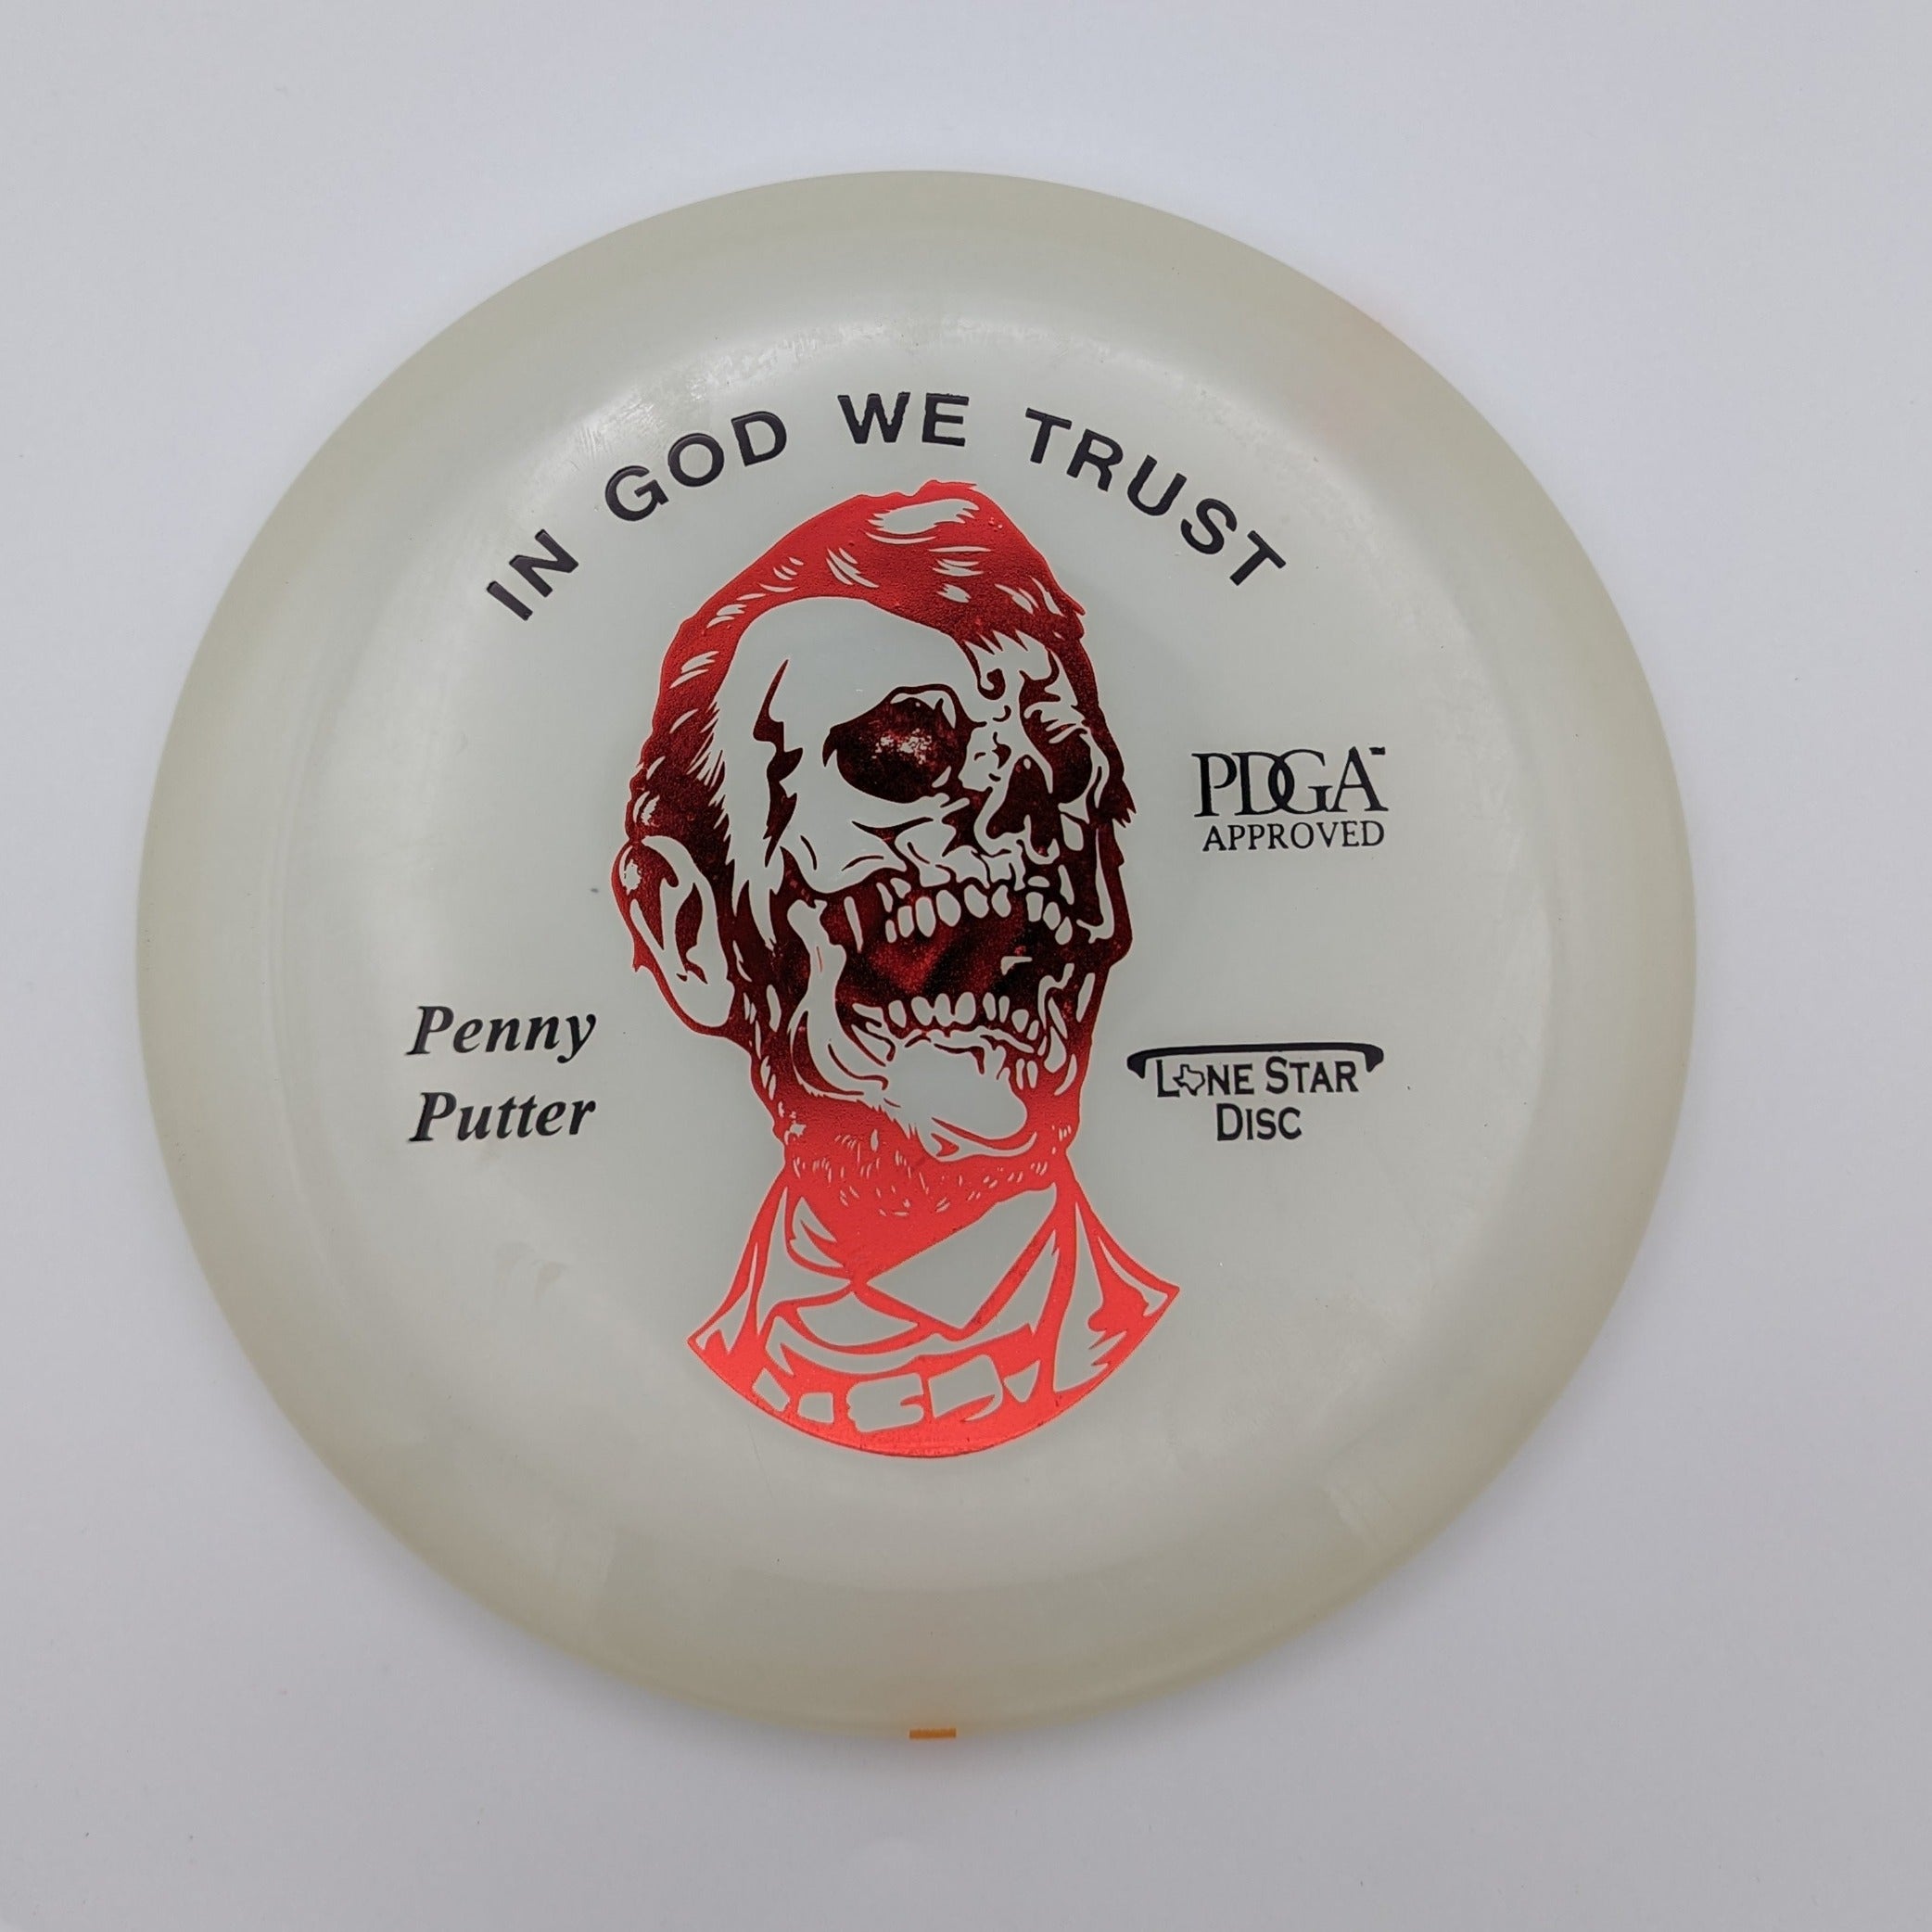 IN GOD WE TRUST
PDGA
APPROVED
Penny
Putter
LONE STAR
DISC